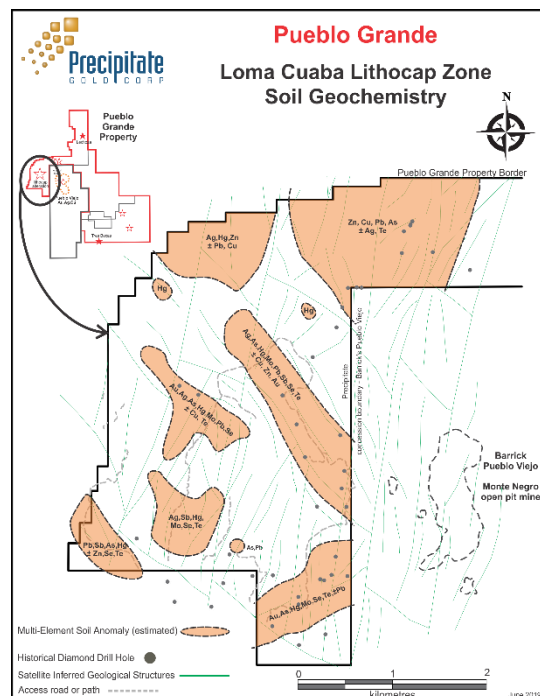 Precipitate
GOLD CORP
Pueblo Grande
Loma Cuaba Lithocap Zone
Soil Geochemistry
N
Pueblo
Grande
Property
Pueblo Grande Property Border
Ag,Hg,Zn
± Pb, Cu
Zn, Cu, Pb, As
± Ag, Te
Hg
Hg
Ag,As,Hg,Mo,Pb,Sb,Se,Te
± Cu, Zn, Au
Precipitate
concession boundary - Barrick's Pueblo Viejo
Au,Ag,As,Hg,Mo,Pb,Se
± Cu, Te
Barrick
Pueblo Viejo
Monte Negro
open pit mine
Ag,Sb,Hg,
Mo,Se,Te
Pb,Sb,As,Hg,
± Zn,Se,Te
As,Pb
Au,As,Hg,Mo,Se,Te,±Pb
Multi-Element Soil Anomaly (estimated)
Historical Diamond Drill Hole
Satellite Inferred Geological Structures
Access road or path
0 1 2
kilometres
June 2019